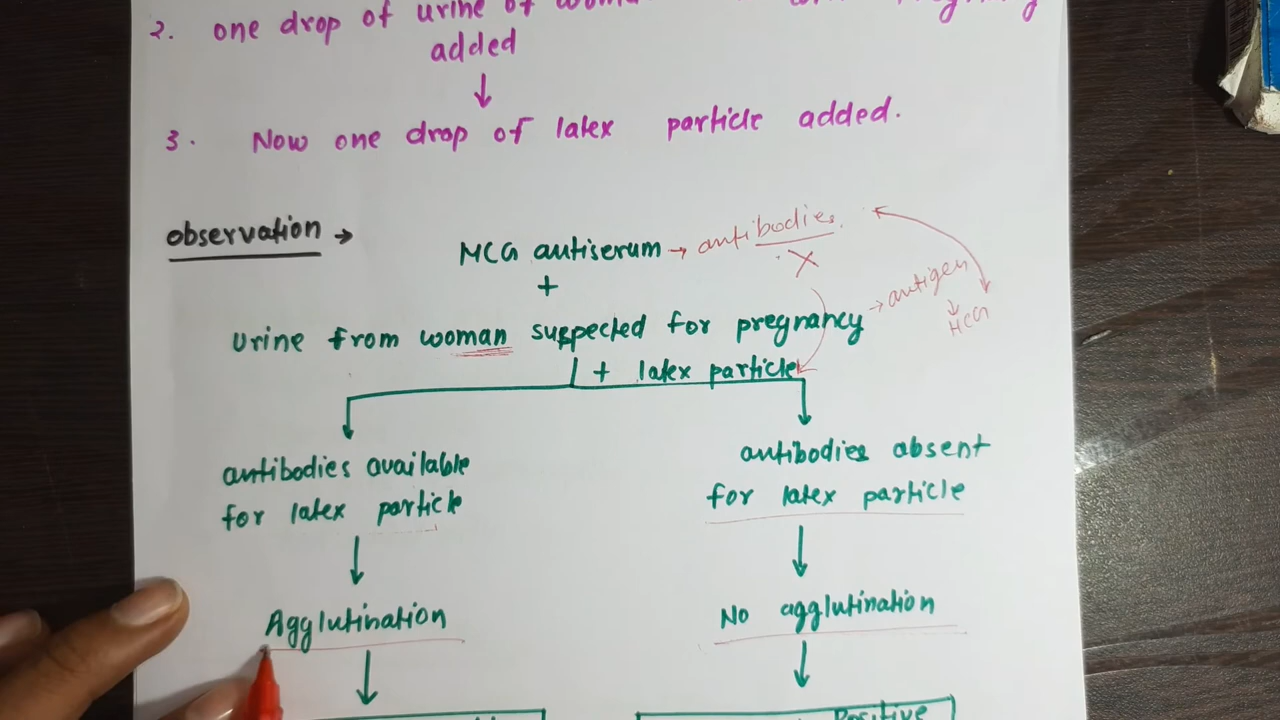 2. one drop of urine of
added
↓
3. Now one drop of latex particle added.
observation →
HCG antiserum → antibodies
X
+
→ antigen
↓
HCG
urine from woman suspected for pregnancy
+ latex particle
antibodies available
for latex particle
antibodies absent
for latex particle
↓
↓
Agglutination
No agglutination
↓
↓
Positive